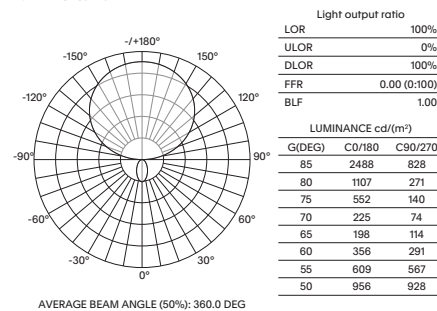 -/+180°
-150° 150°
-120° 120°
-90° 90°
-60° 60°
-30° 30°
0°
AVERAGE BEAM ANGLE (50%): 360.0 DEG
Light output ratio
LOR 100%
ULOR 0%
DLOR 100%
FFR 0.00 (0:100)
BLF 1.00
LUMINANCE cd/(m²)
G(DEG) C0/180 C90/270
85 2488 828
80 1107 271
75 552 140
70 225 74
65 198 114
60 356 291
55 609 567
50 956 928